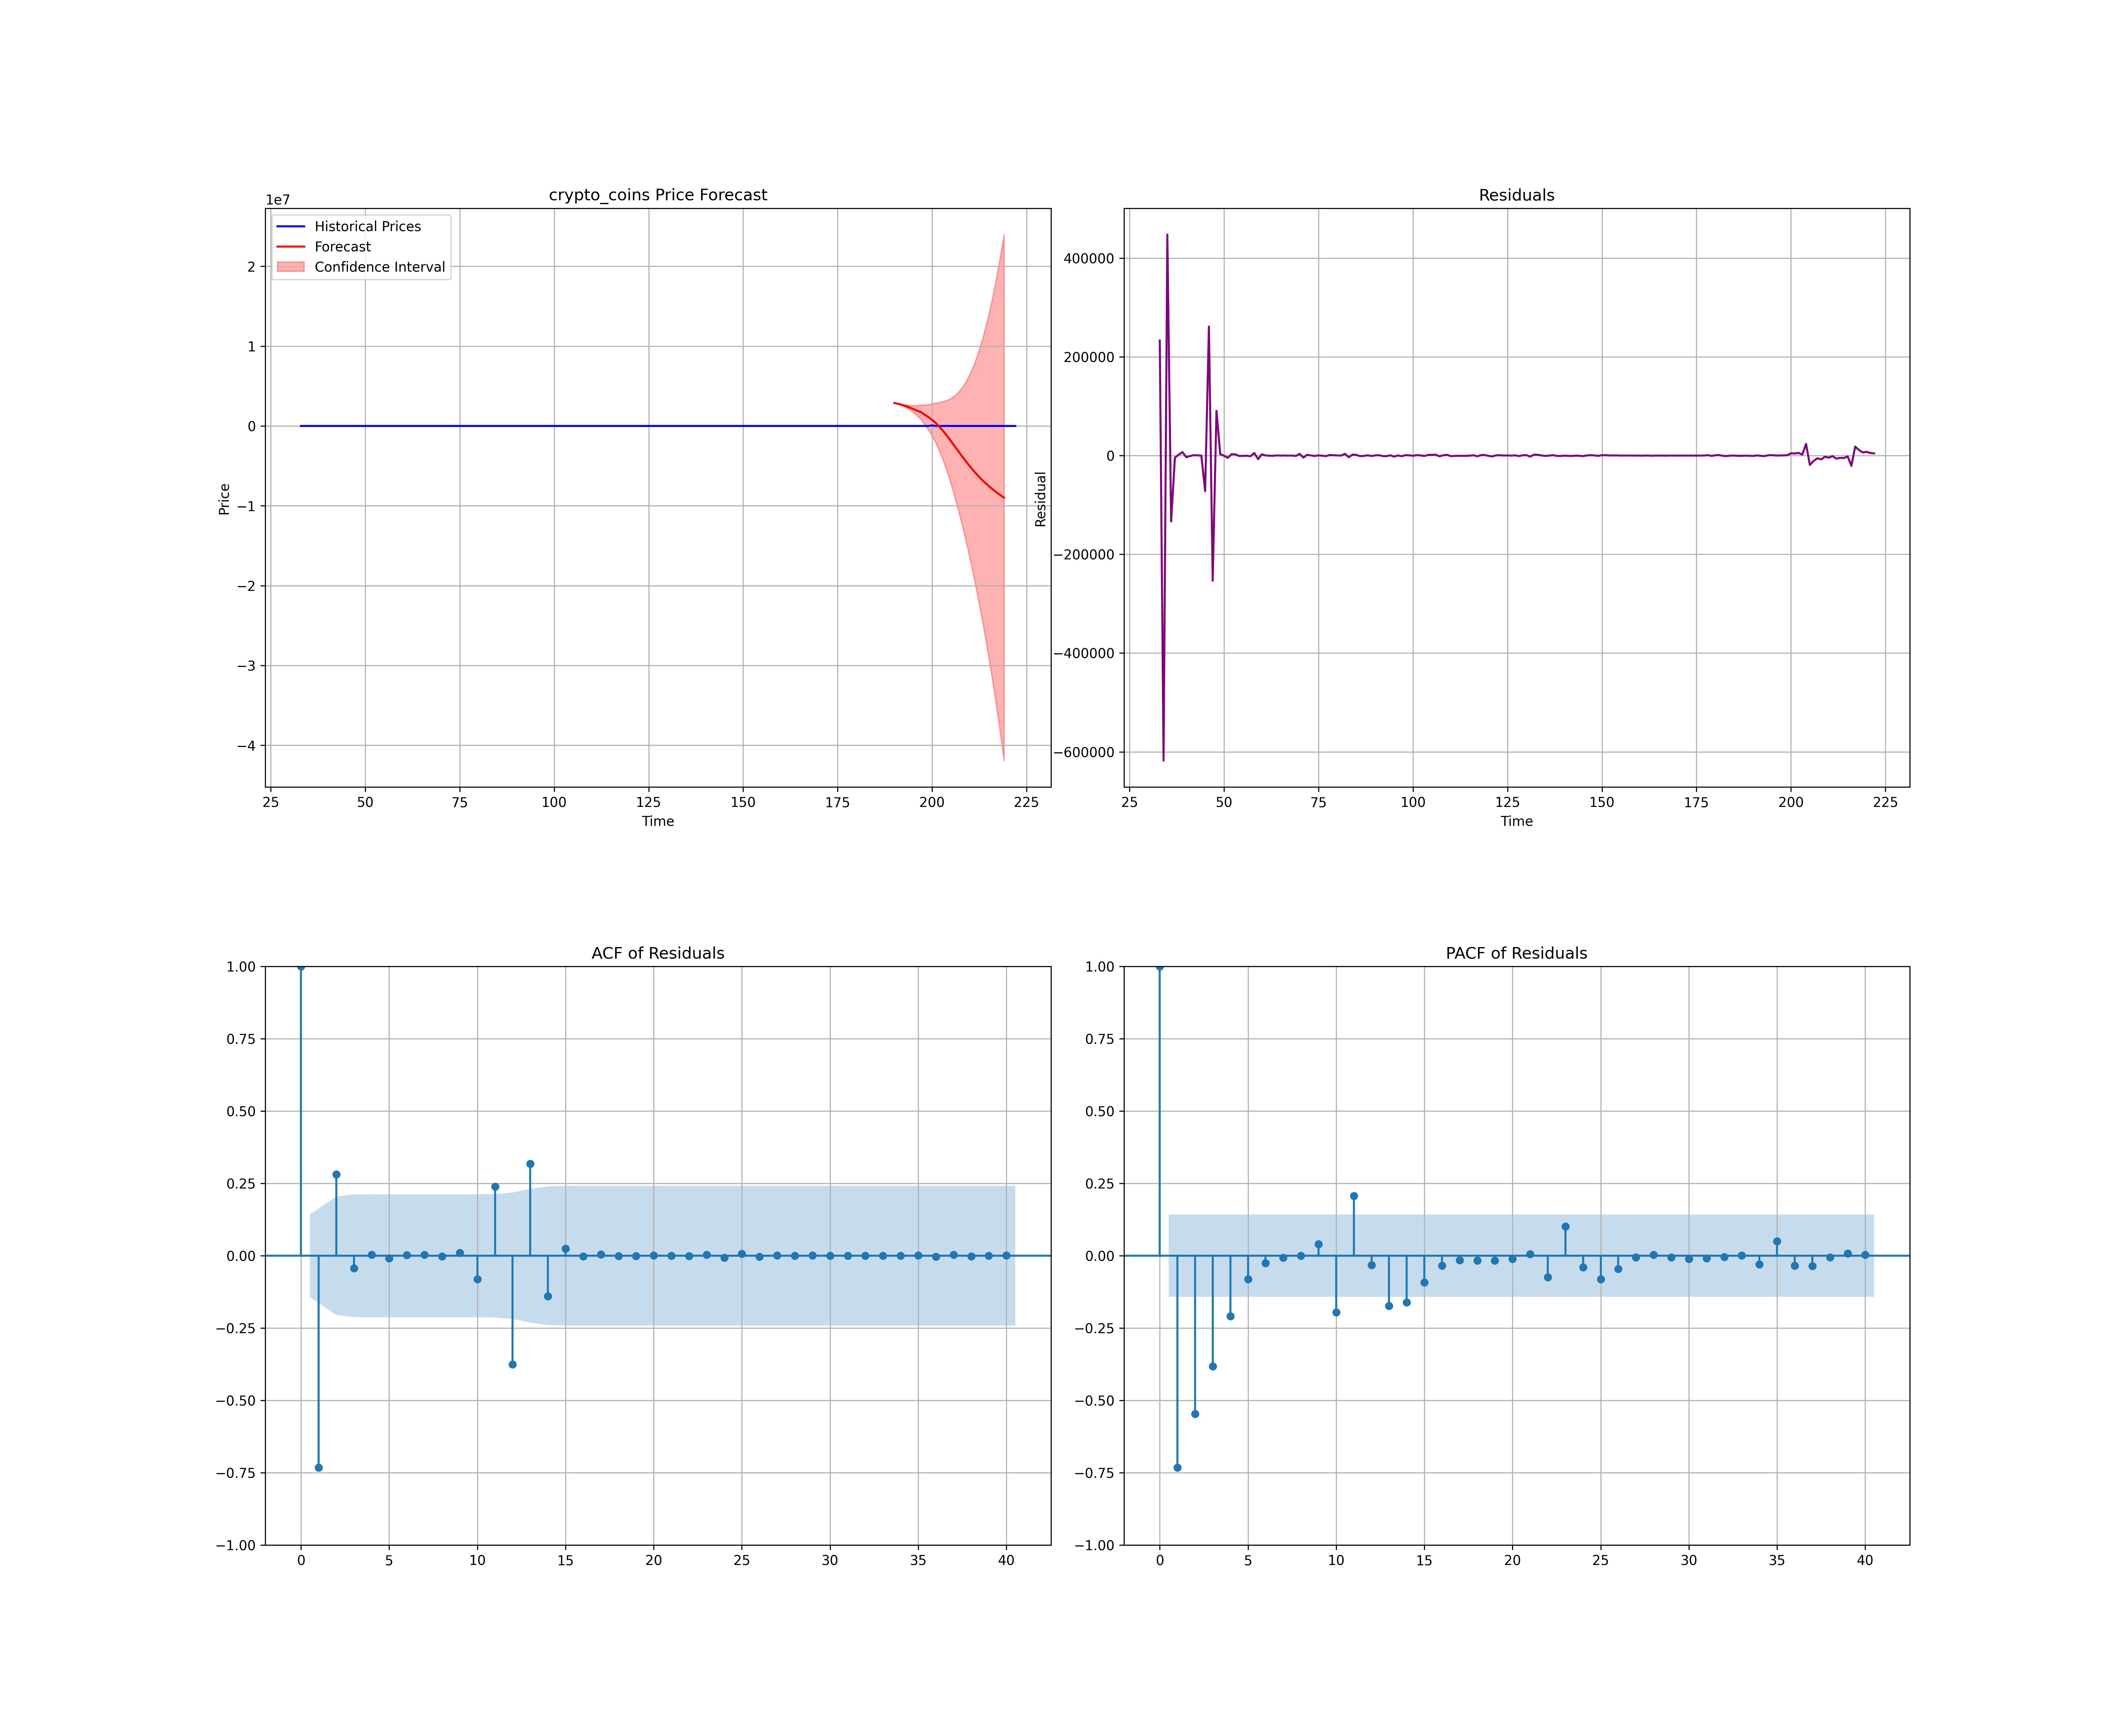 crypto_coins Price Forecast
1e7
Historical Prices
Forecast
Confidence Interval
2
1
0
−1
−2
−3
−4
Price
25 50 75 100 125 150 175 200 225
Time
Residuals
400000
200000
0
−200000
−400000
−600000
Residual
25 50 75 100 125 150 175 200 225
Time
ACF of Residuals
1.00
0.75
0.50
0.25
0.00
−0.25
−0.50
−0.75
−1.00
0 5 10 15 20 25 30 35 40
PACF of Residuals
1.00
0.75
0.50
0.25
0.00
−0.25
−0.50
−0.75
−1.00
0 5 10 15 20 25 30 35 40